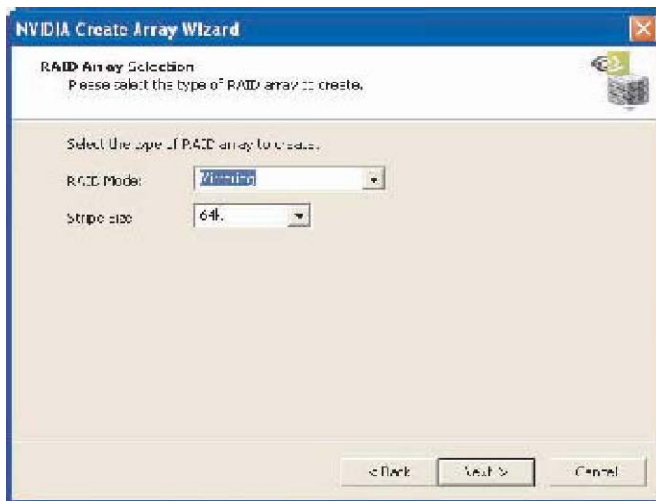 NVIDIA Create Array Wizard
RAID Array Selection
Please select the type of RAID array to create.
Select the type of RAID array to create.
RAID Mode:
Mirroring
Stripe Size
64k
< Back
Next >
Cancel